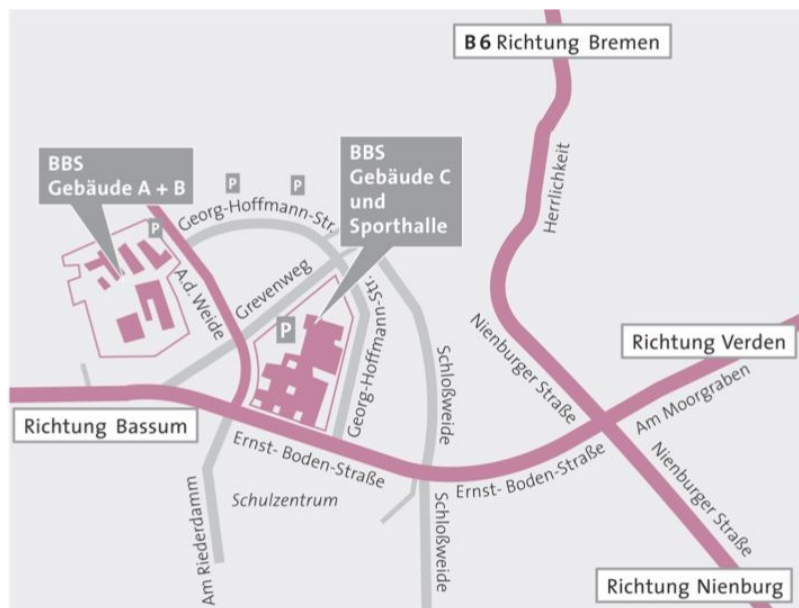 B 6 Richtung Bremen
BBS
Gebäude A + B
P
P
BBS
Gebäude C
und
Sporthalle
P
Georg-Hoffmann-Str.
Herrlichkeit
A.d. Weide
Grevenweg
Georg-Hoffmann-Str.
P
Schloßweide
Nienburger Straße
Richtung Verden
Am Moorgraben
Richtung Bassum
Ernst- Boden-Straße
Ernst- Boden-Straße
Nienburger Straße
Schulzentrum
Schloßweide
Am Riederdamm
Richtung Nienburg